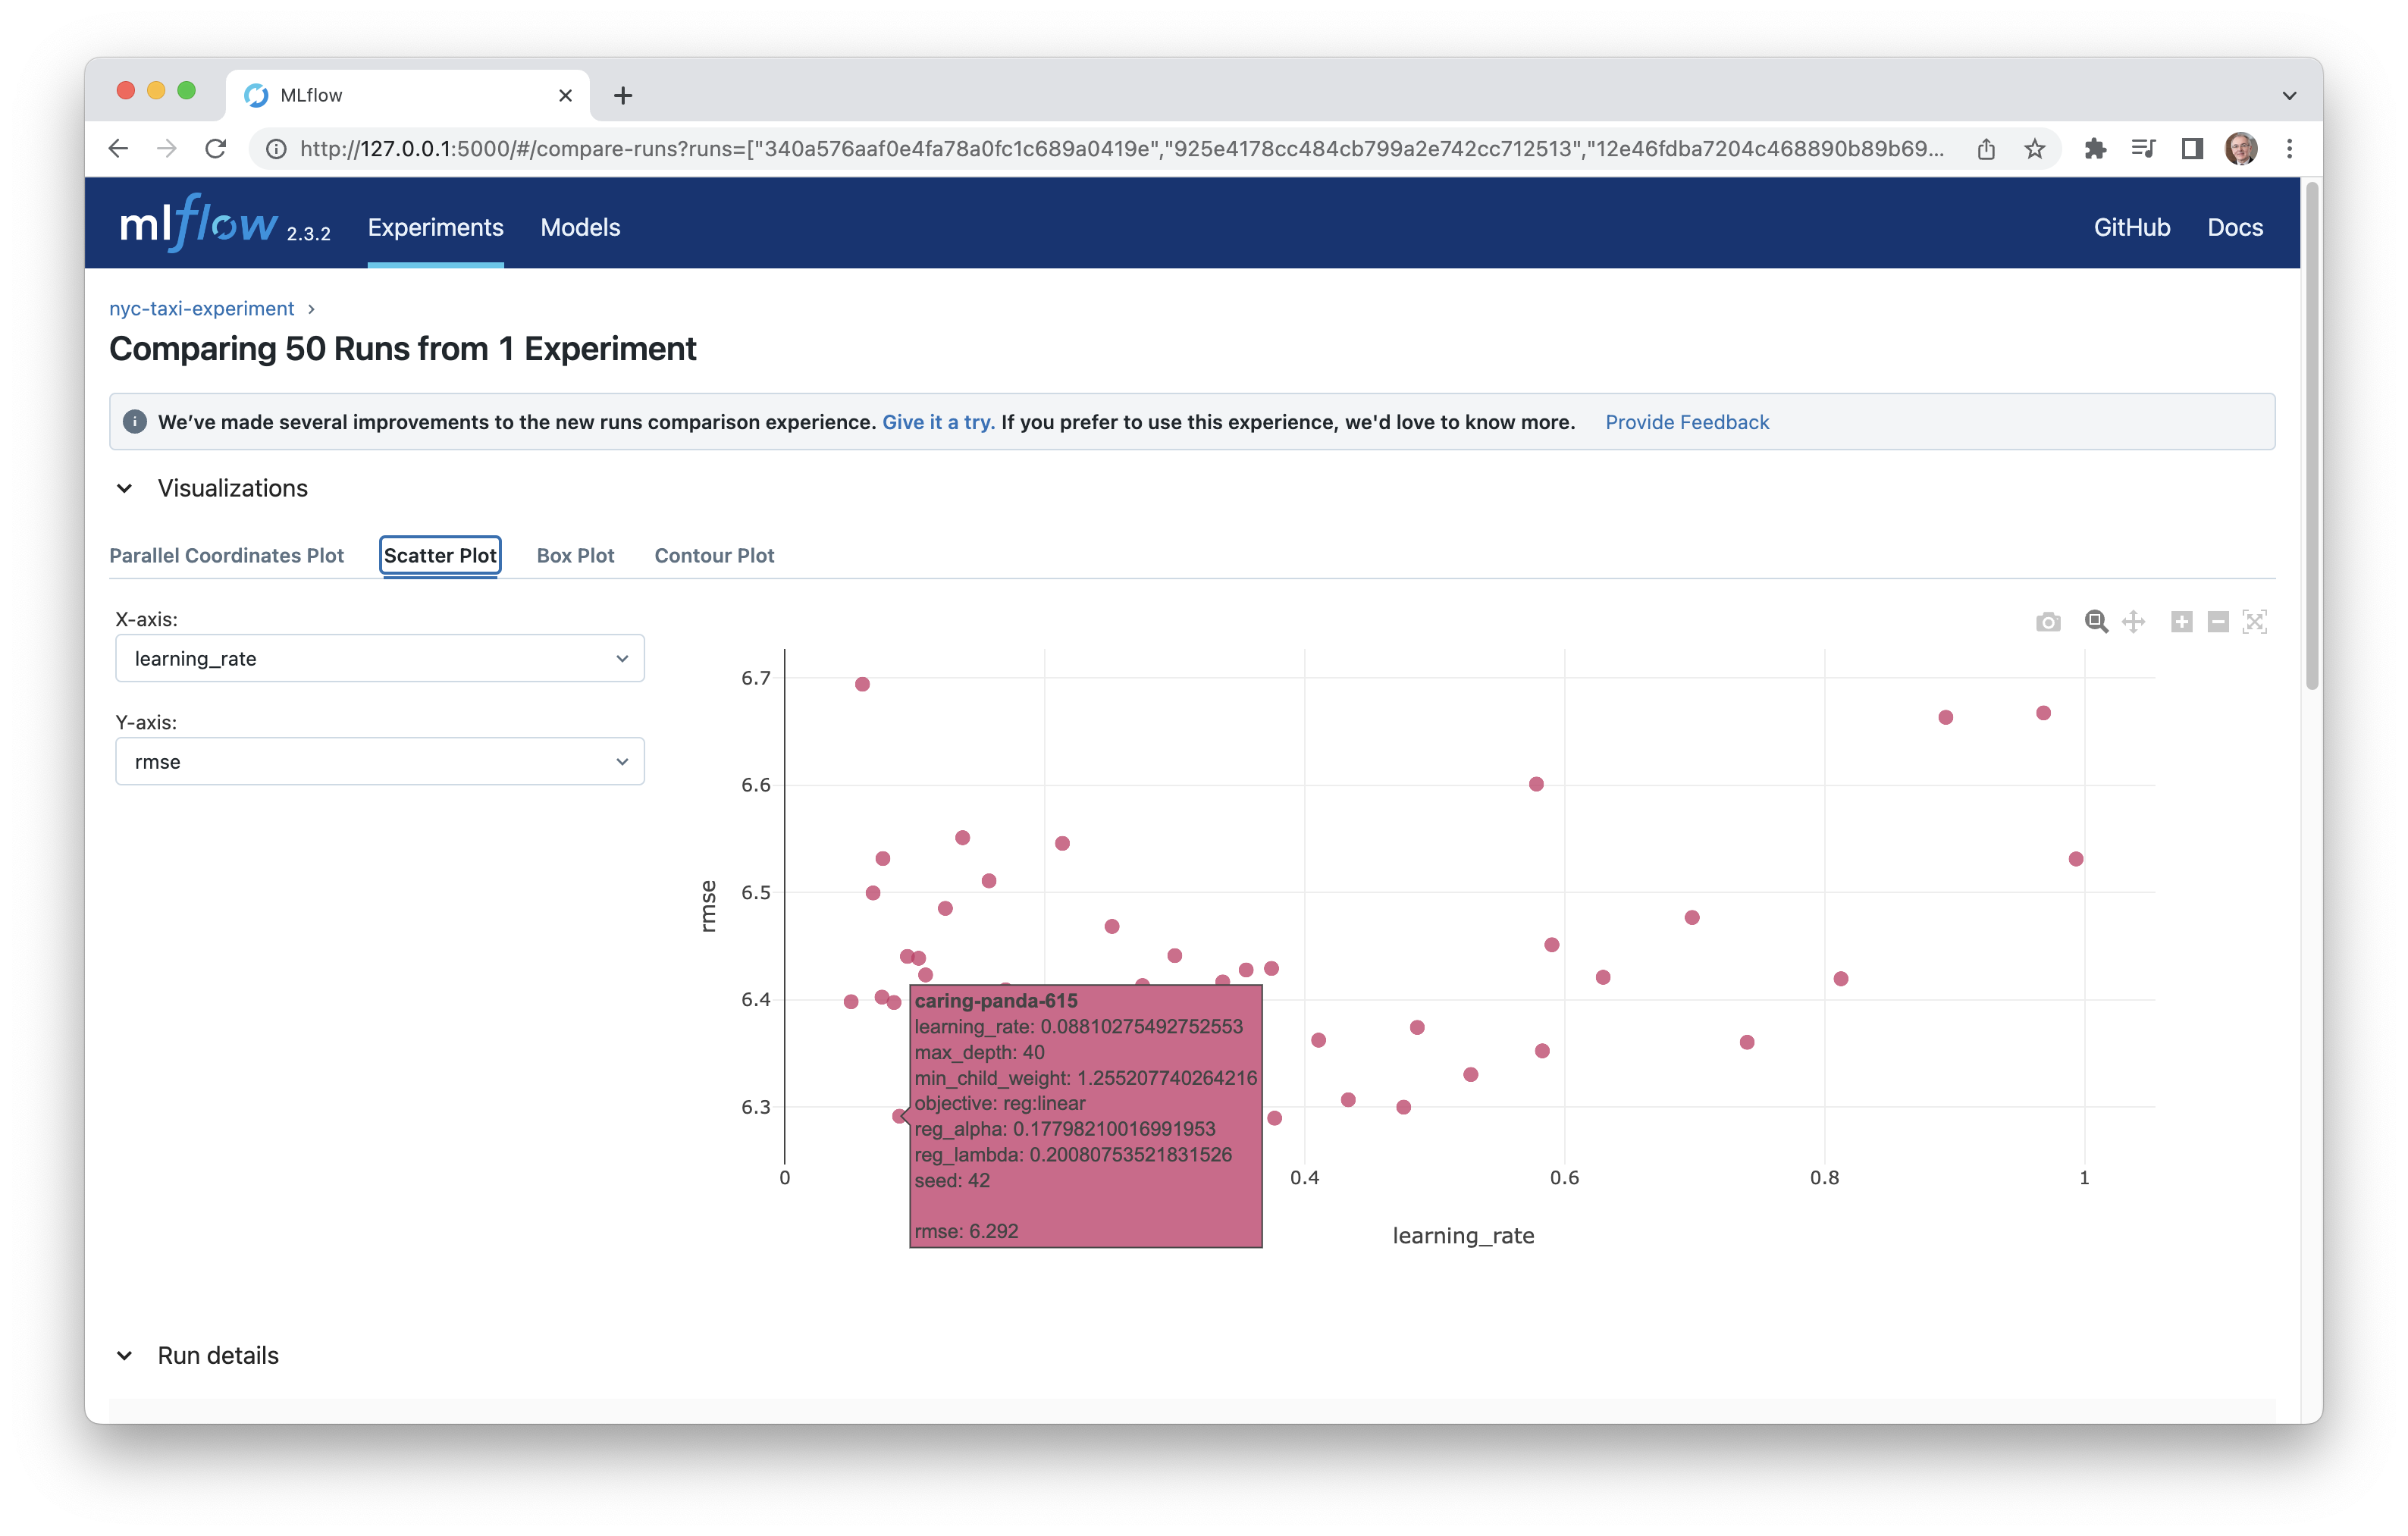 MLflow
http://127.0.0.1:5000/#/compare-runs?runs=["340a576aaf0e4fa78a0fc1c689a0419e","925e4178cc484cb799a2e742cc712513","12e46fdba7204c468890b89b69...
mlflow 2.3.2 Experiments Models GitHub Docs
nyc-taxi-experiment
Comparing 50 Runs from 1 Experiment
We've made several improvements to the new runs comparison experience. Give it a try. If you prefer to use this experience, we'd love to know more. Provide Feedback
Visualizations
Parallel Coordinates Plot Scatter Plot Box Plot Contour Plot
X-axis:
learning_rate
Y-axis:
rmse
6.7
6.6
6.5
6.4
6.3
rmse
caring-panda-615
learning_rate: 0.08810275492752553
max_depth: 40
min_child_weight: 1.255207740264216
objective: reg:linear
reg_alpha: 0.17798210016991953
reg_lambda: 0.20080753521831526
seed: 42
rmse: 6.292
0 0.4 0.6 0.8 1
learning_rate
Run details